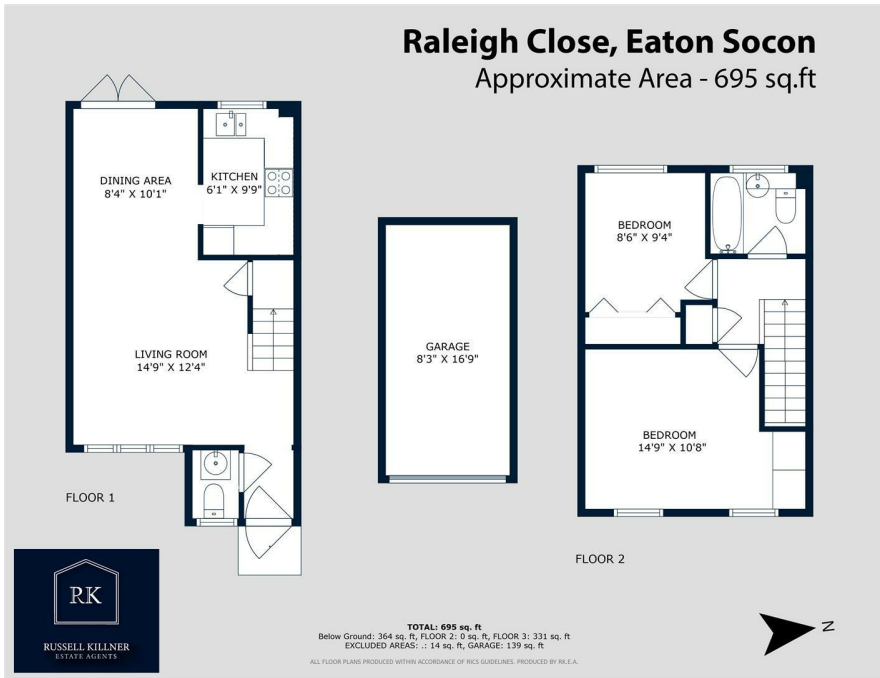 Raleigh Close, Eaton Socon
Approximate Area - 695 sq.ft
DINING AREA
8'4" X 10'1"
KITCHEN
6'1" X 9'9"
LIVING ROOM
14'9" X 12'4"
FLOOR 1
GARAGE
8'3" X 16'9"
BEDROOM
8'6" X 9'4"
BEDROOM
14'9" X 10'8"
FLOOR 2
RK
RUSSELL KILLNER
ESTATE AGENTS
TOTAL: 695 sq. ft
Below Ground: 364 sq. ft, FLOOR 2: 0 sq. ft, FLOOR 3: 331 sq. ft
EXCLUDED AREAS: .: 14 sq. ft, GARAGE: 139 sq. ft
ALL FLOOR PLANS PRODUCED WITHIN ACCORDANCE OF RICS GUIDELINES. PRODUCED BY RK.E.A.
N